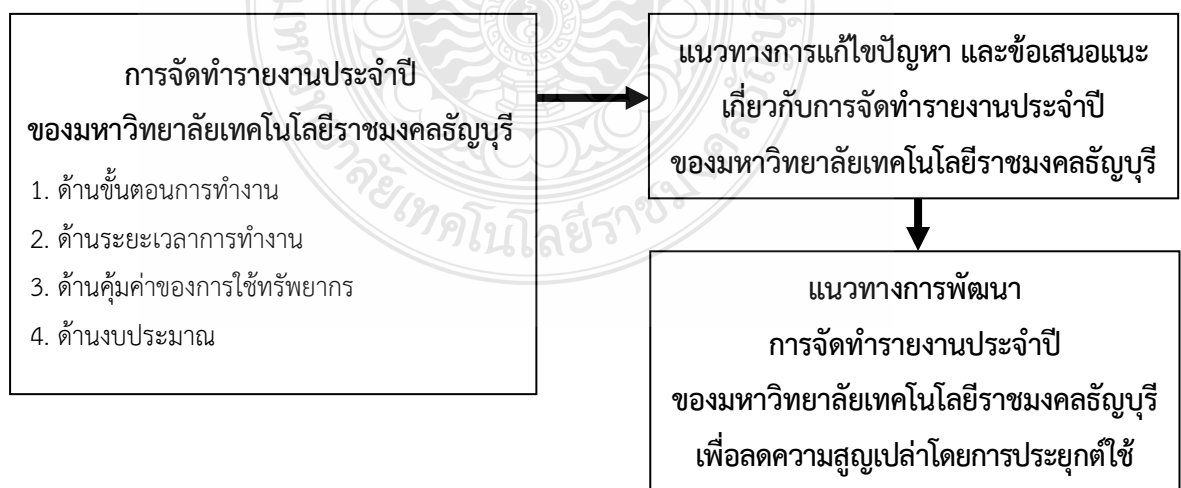 การจัดทำรายงานประจำปี
ของมหาวิทยาลัยเทคโนโลยีราชมงคลธัญบุรี
1. ด้านขั้นตอนการทำงาน
2. ด้านระยะเวลาการทำงาน
3. ด้านคุ้มค่าของการใช้ทรัพยากร
4. ด้านงบประมาณ
แนวทางการแก้ไขปัญหา และข้อเสนอแนะ
เกี่ยวกับการจัดทำรายงานประจำปี
ของมหาวิทยาลัยเทคโนโลยีราชมงคลธัญบุรี
แนวทางการพัฒนา
การจัดทำรายงานประจำปี
ของมหาวิทยาลัยเทคโนโลยีราชมงคลธัญบุรี
เพื่อลดความสูญเปล่าโดยการประยุกต์ใช้